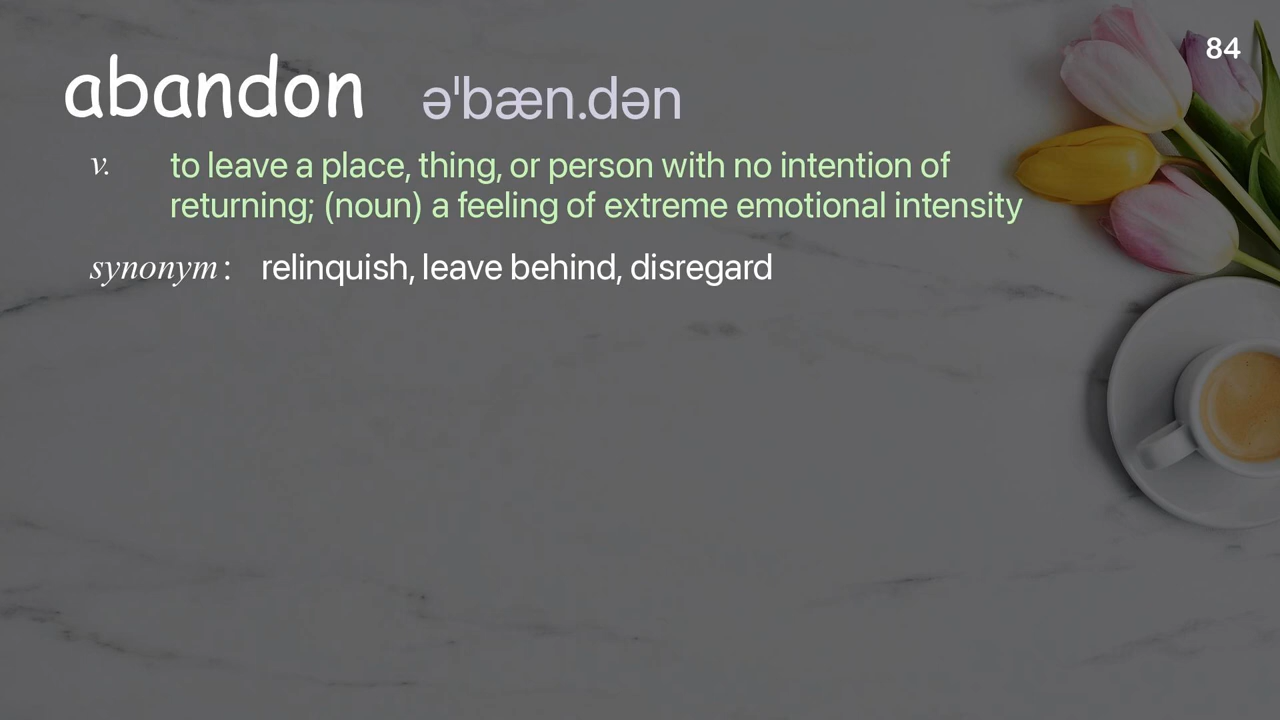 84
abandon əˈbæn.dən
v. to leave a place, thing, or person with no intention of
returning; (noun) a feeling of extreme emotional intensity
synonym: relinquish, leave behind, disregard